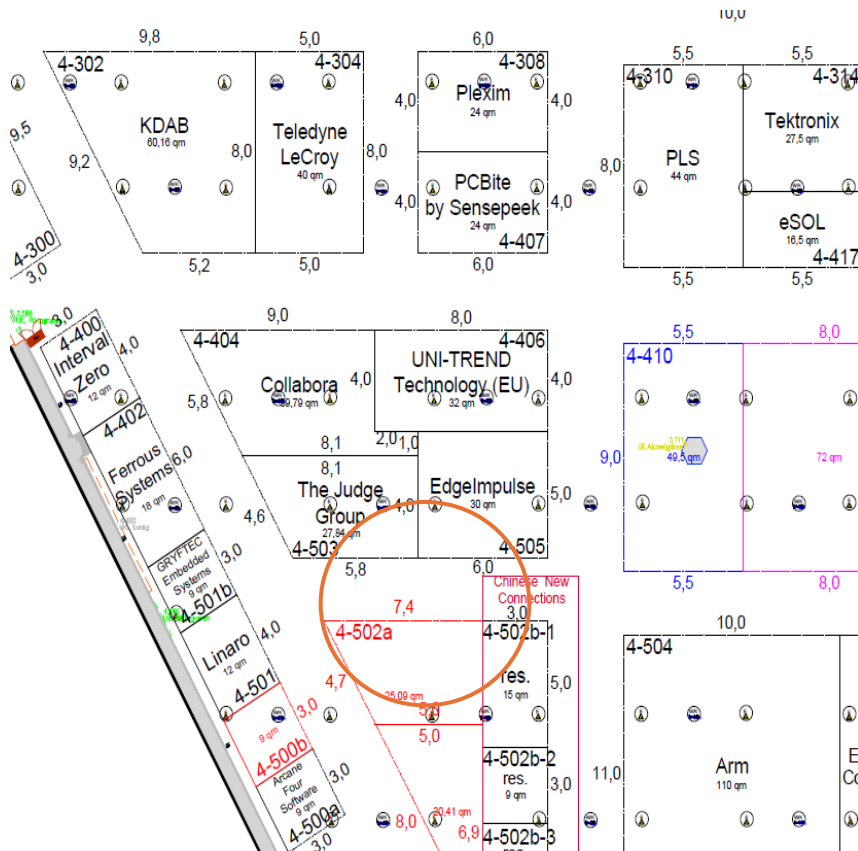 10,0
9,8
5,0
6,0
5,5
5,5
4-302
4-304
4-308
4-310
4-314
KDAB
60,16 qm
Teledyne
LeCroy
40 qm
Plexim
24 qm
PLS
44 qm
Tektronix
27,5 qm
9,5
9,2
8,0
8,0
4,0
4,0
8,0
PCBite
by Sensepeek
24 qm
4-407
4,0
4,0
eSOL
16,5 qm
4-417
4-300
3,0
5,2
5,0
6,0
5,5
5,5
3,0
4-400
Interval
Zero
12 qm
4,0
9,0
8,0
5,5
8,0
4-404
4-406
4-410
Collabora
39,79 qm
4,0
UNI-TREND
Technology (EU)
32 qm
4,0
5,8
4-402
Ferrous
Systems
18 qm
6,0
8,1
2,0
1,0
9,0
49,5 qm
72 qm
8,1
The Judge
Group
27,84 qm
4,0
EdgeImpulse
30 qm
5,0
4,6
4-503
4-505
5,8
6,0
5,5
8,0
GRYFTEC
Embedded
Systems
9 qm
3,0
4-501b
Chinese New
Connections
7,4
3,0
10,0
4-502a
4-502b-1
4-504
Linaro
12 qm
4,0
4-501
4,7
res.
15 qm
5,0
25,09 qm
5,0
5,0
9 qm
3,0
4-500b
4-502b-2
res.
9 qm
3,0
11,0
Arm
110 qm
E
Co
Arcane
Four
Software
9 qm
3,0
4-500a
3,0
8,0
20,41 qm
6,9
4-502b-3